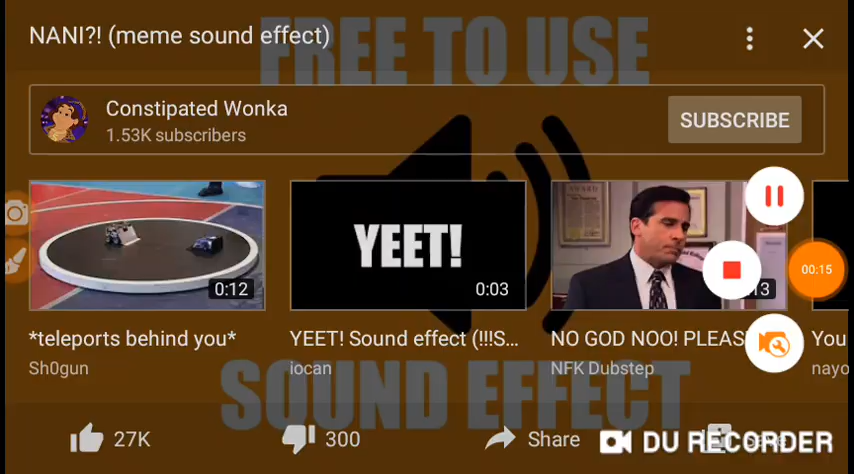 FREE TO USE
NANI?! (meme sound effect)
Constipated Wonka
1.53K subscribers
SUBSCRIBE
YEET!
0:12
0:03
13
00:15
*teleports behind you*
YEET! Sound effect (!!!S...
NO GOD NOO! PLEAS
You
Sh0gun
iocan
NFK Dubstep
nayo
SOUND EFFECT
27K
300
Share
DU RECORDER